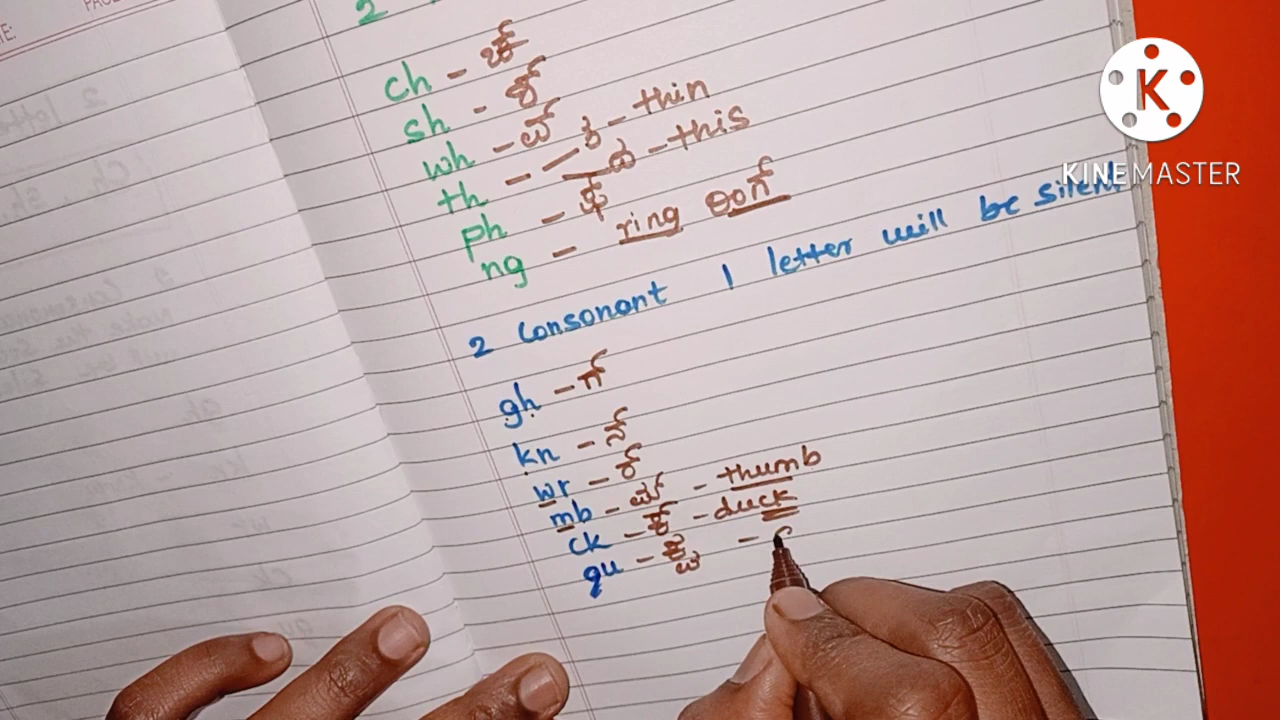 2
ch - ಚ್
sh - ಶ್
wh - ವ್
th - ತ - thin
ದ - this
ph - ಫ್
ng - ring ಇಂಗ್
2 Consonant 1 letter will be silent
gh - ಗ್
kn - ನ್
wr - ರ್
mb - ಮ್ - thumb
ck - ಕ್ - duck
qu - ಕ್ವ -
K
KINEMASTER